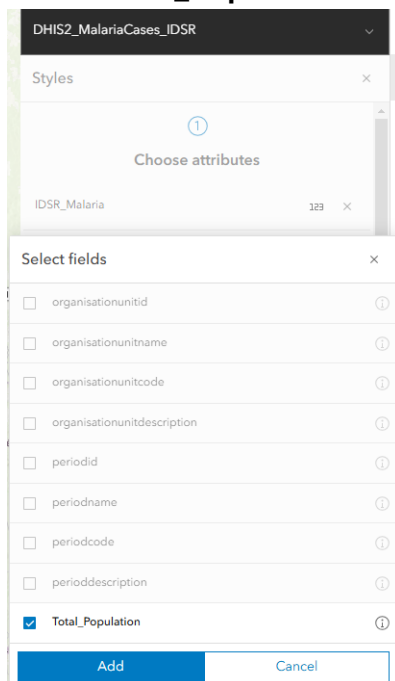 DHIS2_MalariaCases_IDSR
Styles
1
Choose attributes
IDSR_Malaria 123
Select fields
organisationunitid
organisationunitname
organisationunitcode
organisationunitdescription
periodid
periodname
periodcode
perioddescription
Total_Population
Add Cancel